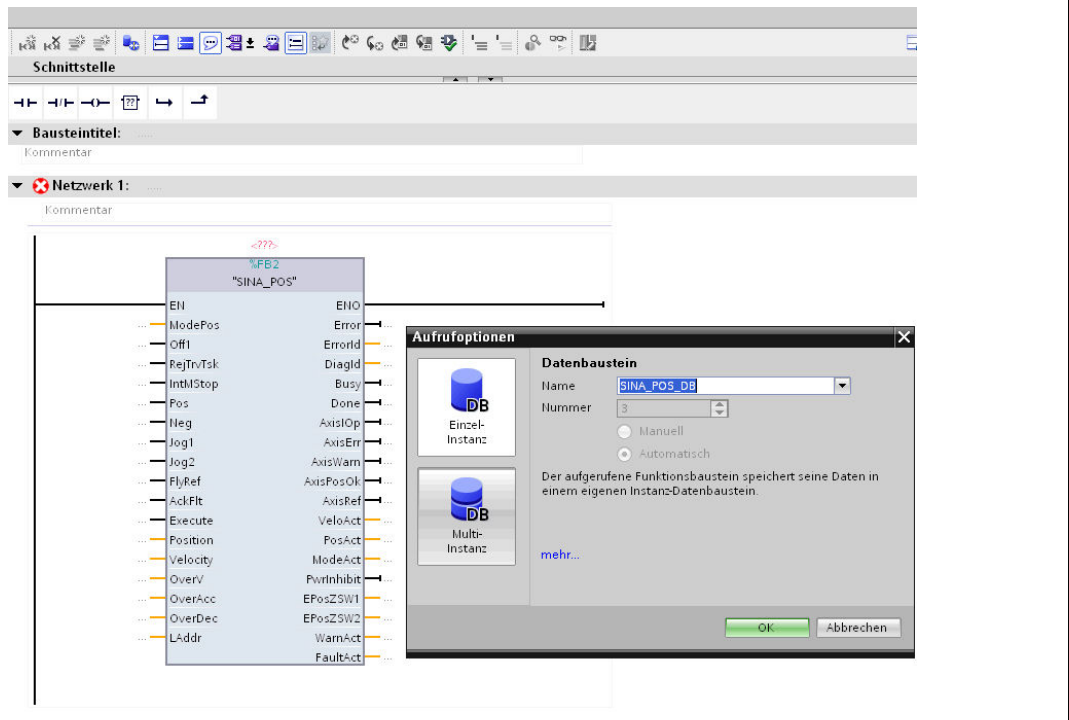 Schnittstelle
Bausteintitel: .....
Kommentar
Netzwerk 1: .....
Kommentar
<???>
%FB2
"SINA_POS"
EN ENO
... ModePos Error ...
... Off1 ErrorId ...
... RejTrvTsk DiagId ...
... IntMStop Busy ...
... Pos Done ...
... Neg AxisIOp ...
... Jog1 AxisErr ...
... Jog2 AxisWarn ...
... FlyRef AxisPosOk ...
... AckFlt AxisRef ...
... Execute VeloAct ...
... Position PosAct ...
... Velocity ModeAct ...
... OverV PwrInhibit ...
... OverAcc EPosZSW1 ...
... OverDec EPosZSW2 ...
... LAddr WarnAct ...
FaultAct ...
Aufrufoptionen
DB
Einzel-
Instanz
DB
Multi-
Instanz
Datenbaustein
Name SINA_POS_DB
Nummer 3
Manuell
Automatisch
Der aufgerufene Funktionsbaustein speichert seine Daten in
einem eigenen Instanz-Datenbaustein.
mehr...
OK Abbrechen